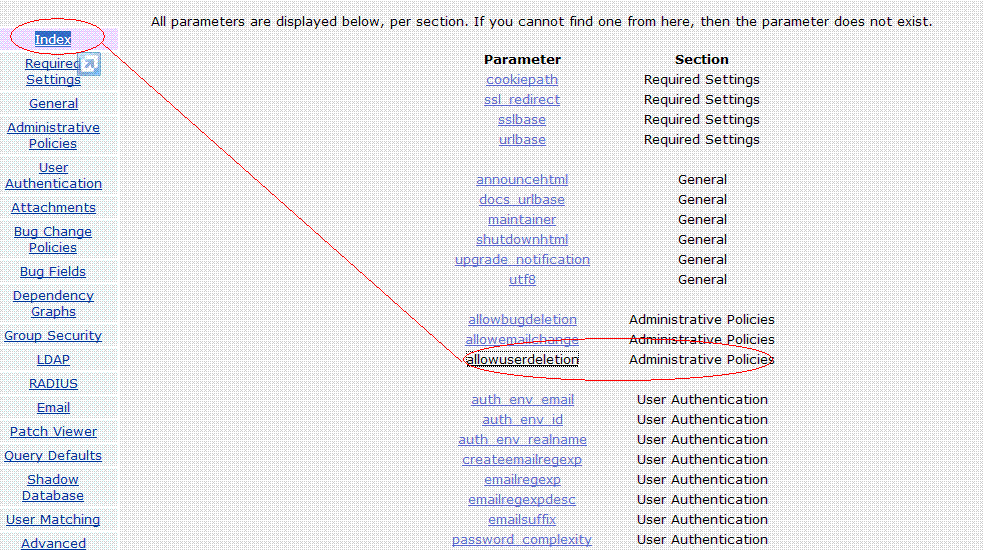 All parameters are displayed below, per section. If you cannot find one from here, then the parameter does not exist.
Index
Required
Settings
General
Administrative
Policies
User
Authentication
Attachments
Bug Change
Policies
Bug Fields
Dependency
Graphs
Group Security
LDAP
RADIUS
Email
Patch Viewer
Query Defaults
Shadow
Database
User Matching
Advanced
Parameter Section
cookiepath Required Settings
ssl_redirect Required Settings
sslbase Required Settings
urlbase Required Settings
announcehtml General
docs_urlbase General
maintainer General
shutdownhtml General
upgrade_notification General
utf8 General
allowbugdeletion Administrative Policies
allowemailchange Administrative Policies
allowuserdeletion Administrative Policies
auth_env_email User Authentication
auth_env_id User Authentication
auth_env_realname User Authentication
createemailregexp User Authentication
emailregexp User Authentication
emailregexpdesc User Authentication
emailsuffix User Authentication
password_complexity User Authentication